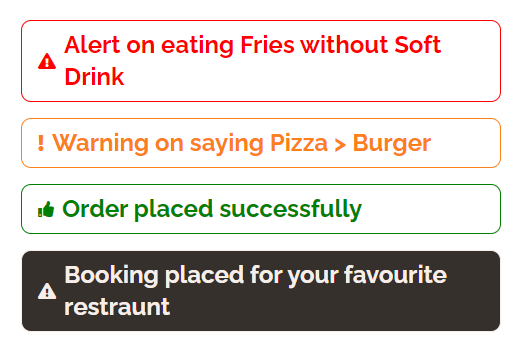 Alert on eating Fries without Soft
Drink
Warning on saying Pizza > Burger
Order placed successfully
Booking placed for your favourite
restraunt